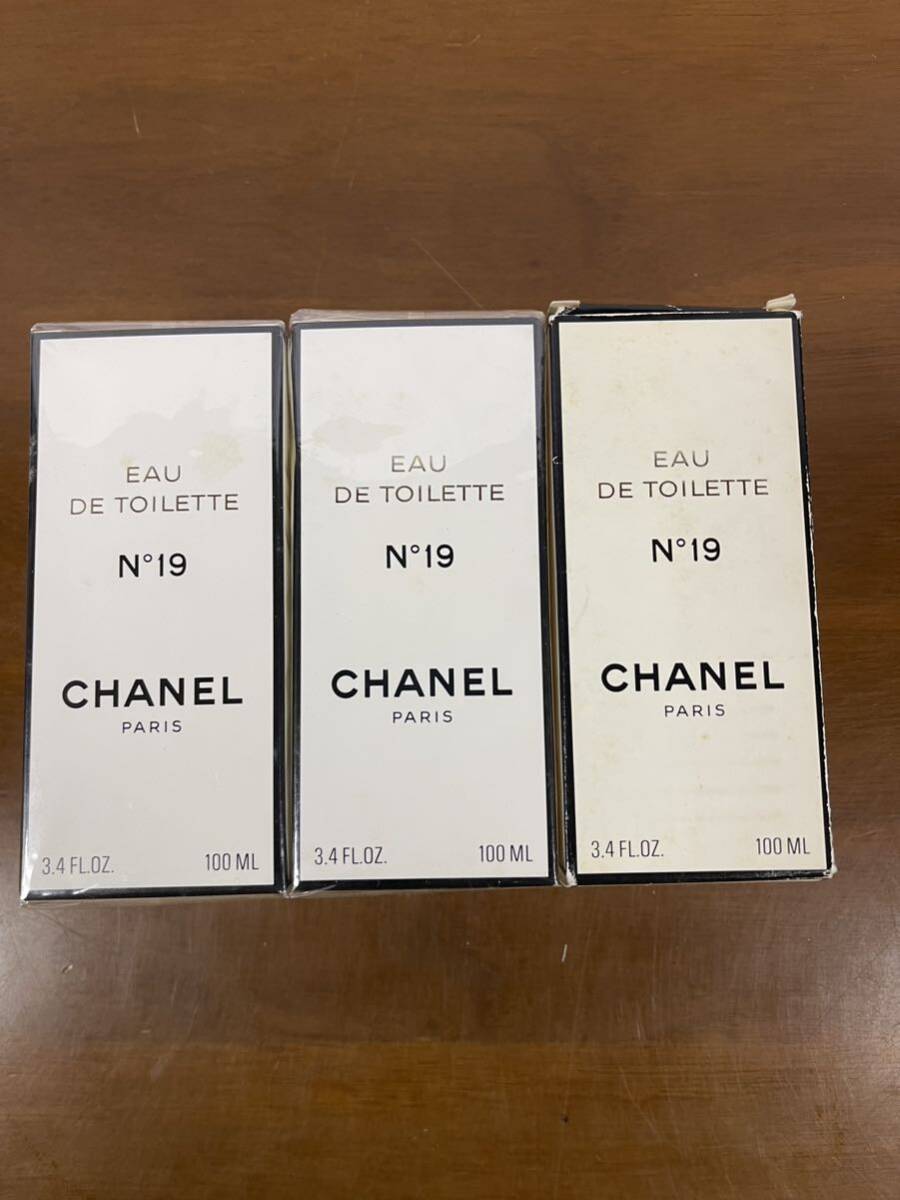 EAU
DE TOILETTE
N°19
CHANEL
PARIS
3.4 FL.OZ. 100 ML
EAU
DE TOILETTE
N°19
CHANEL
PARIS
3.4 FL.OZ. 100 ML
EAU
DE TOILETTE
N°19
CHANEL
PARIS
3.4 FL.OZ. 100 ML